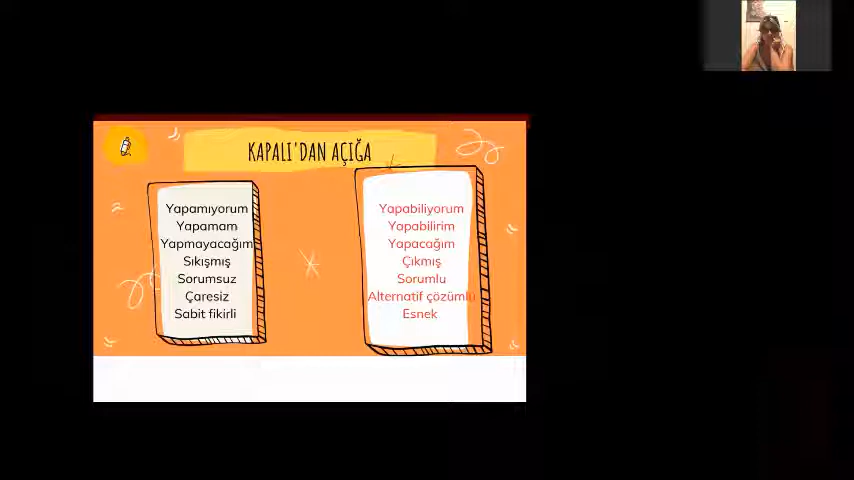 KAPALI'DAN AÇIĞA
Yapamıyorum
Yapamam
Yapmayacağım
Sıkışmış
Sorumsuz
Çaresiz
Sabit fikirli
Yapabiliyorum
Yapabilirim
Yapacağım
Çıkmış
Sorumlu
Alternatif çözümlü
Esnek